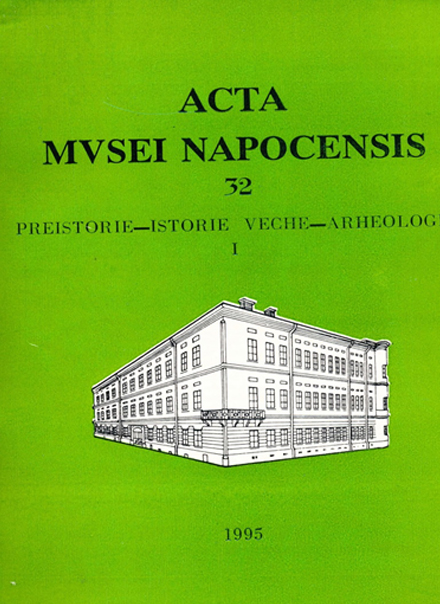 ACTA
MVSEI NAPOCENSIS
32
PREISTORIE—ISTORIE VECHE—ARHEOLOG
I
1995